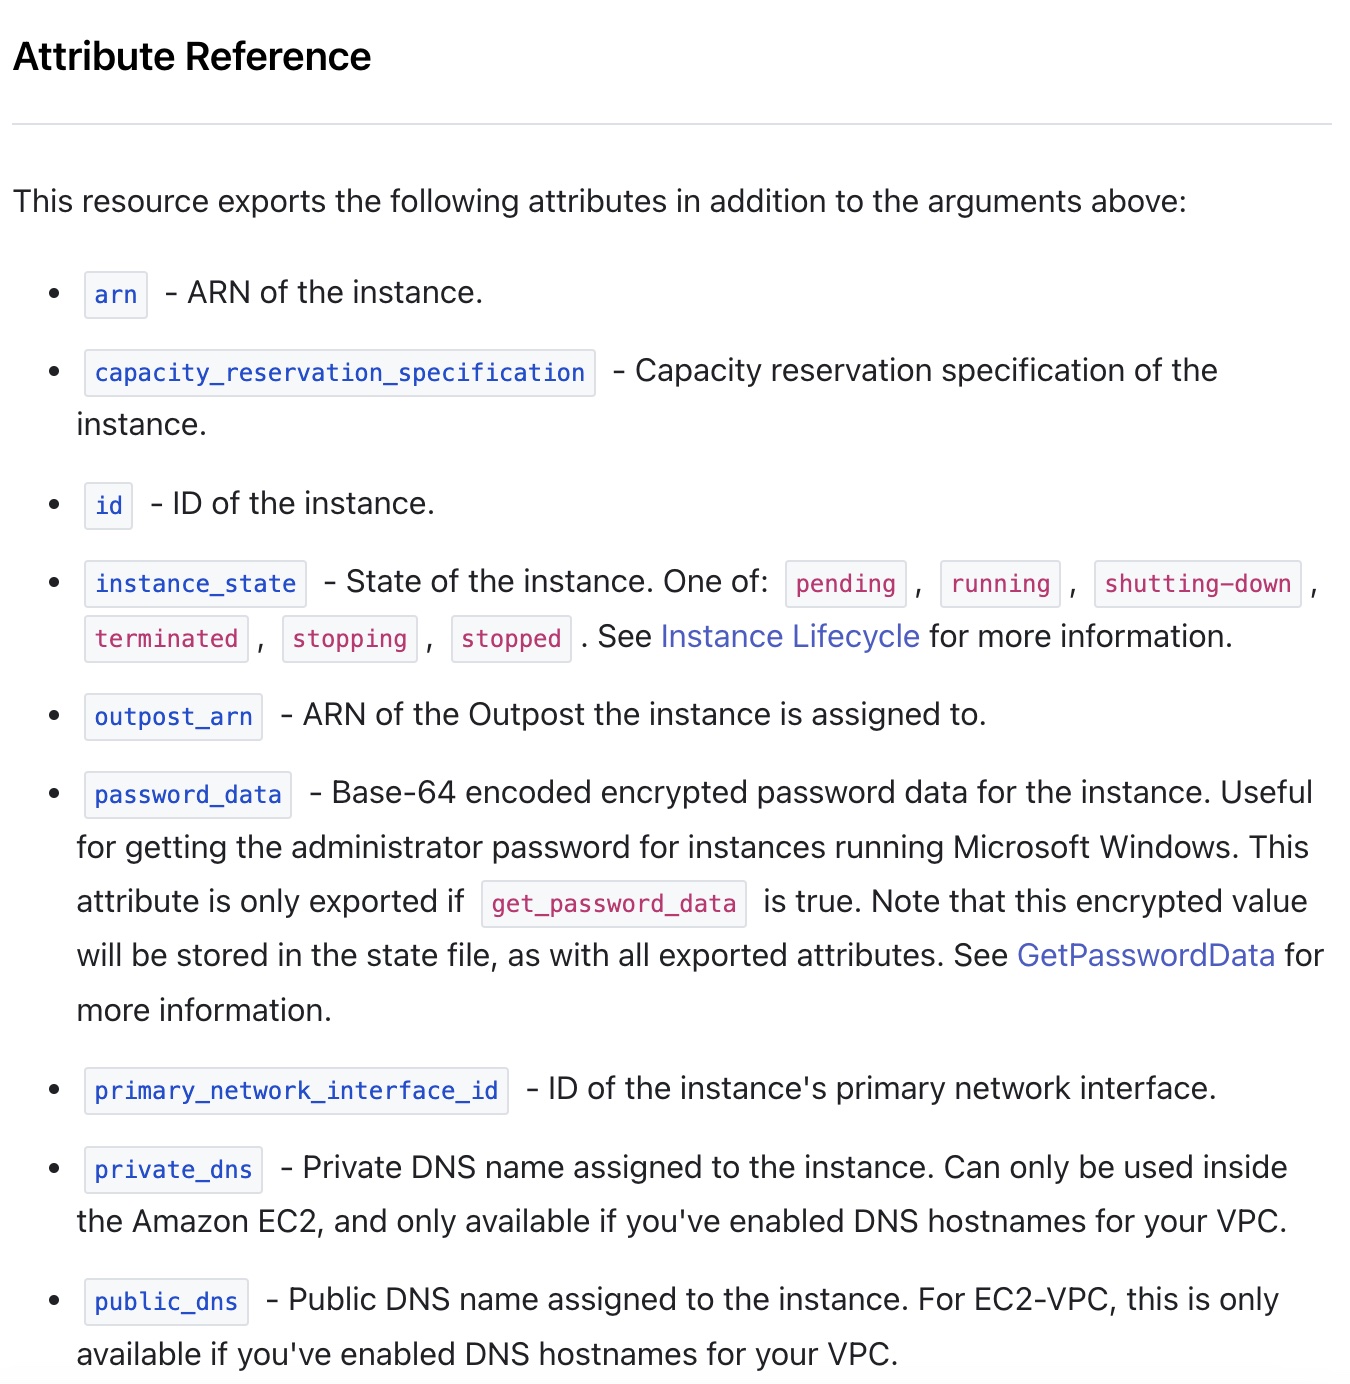 Attribute Reference
This resource exports the following attributes in addition to the arguments above:
• arn - ARN of the instance.
• capacity_reservation_specification - Capacity reservation specification of the
instance.
• id - ID of the instance.
• instance_state - State of the instance. One of: pending , running , shutting-down ,
terminated , stopping , stopped . See Instance Lifecycle for more information.
• outpost_arn - ARN of the Outpost the instance is assigned to.
• password_data - Base-64 encoded encrypted password data for the instance. Useful
for getting the administrator password for instances running Microsoft Windows. This
attribute is only exported if get_password_data is true. Note that this encrypted value
will be stored in the state file, as with all exported attributes. See GetPasswordData for
more information.
• primary_network_interface_id - ID of the instance's primary network interface.
• private_dns - Private DNS name assigned to the instance. Can only be used inside
the Amazon EC2, and only available if you've enabled DNS hostnames for your VPC.
• public_dns - Public DNS name assigned to the instance. For EC2-VPC, this is only
available if you've enabled DNS hostnames for your VPC.